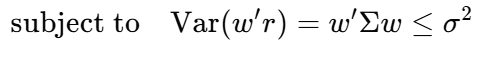 subject to Var(w′r) = w′Σw ≤ σ²